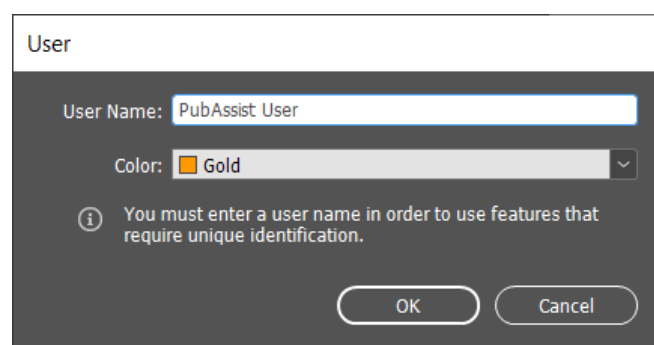 User
User Name: PubAssist User
Color: Gold
You must enter a user name in order to use features that
require unique identification.
OK Cancel